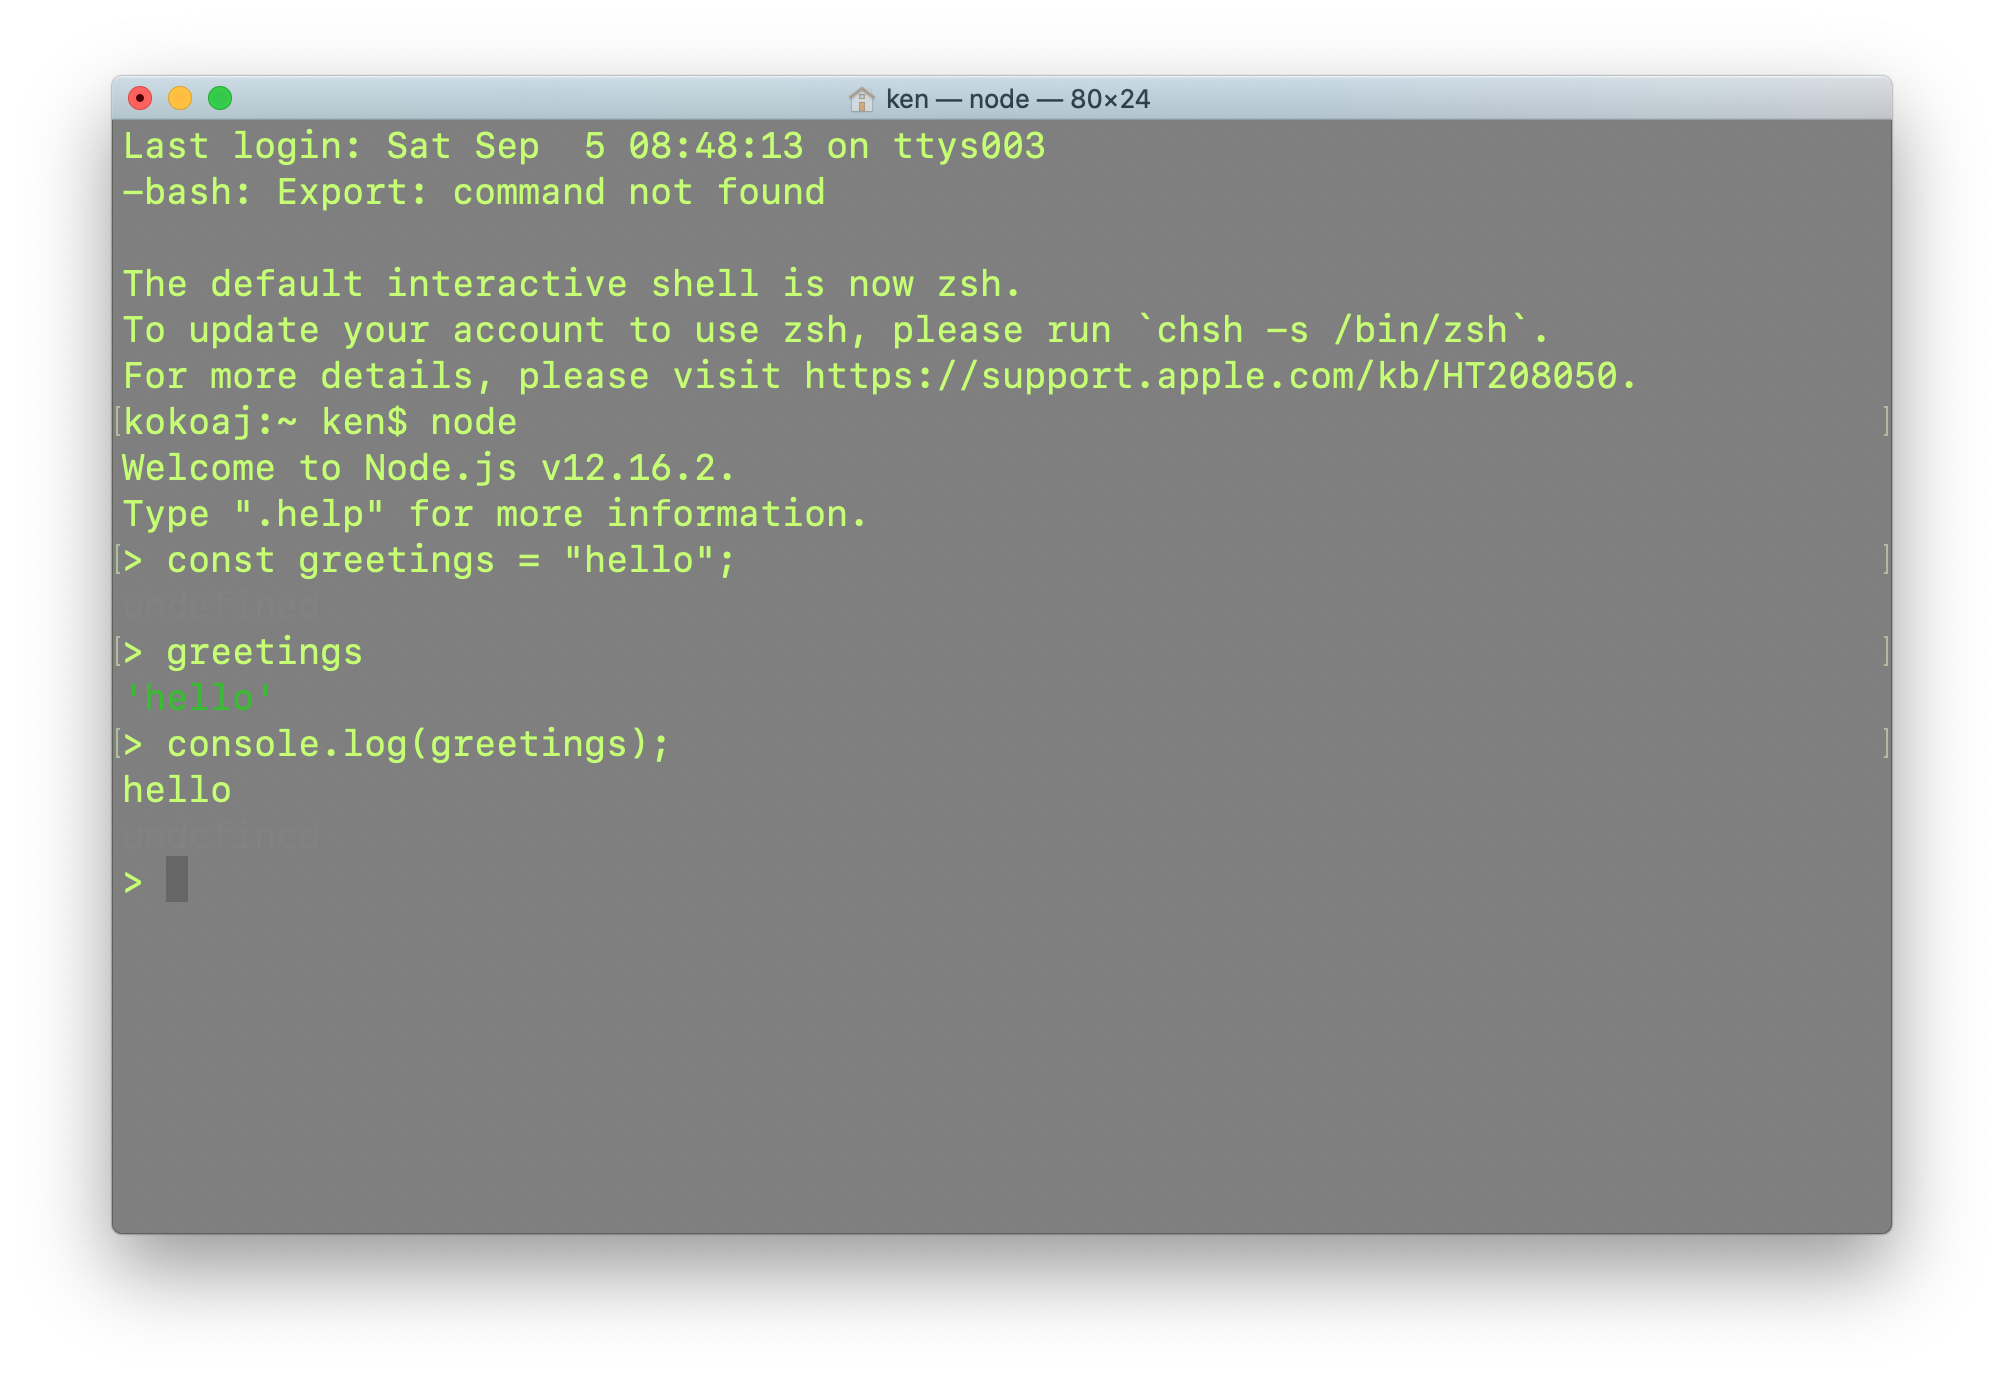 ken — node — 80×24
Last login: Sat Sep  5 08:48:13 on ttys003
-bash: Export: command not found
The default interactive shell is now zsh.
To update your account to use zsh, please run `chsh -s /bin/zsh`.
For more details, please visit https://support.apple.com/kb/HT208050.
[kokoaj:~ ken$ node ]
Welcome to Node.js v12.16.2.
Type ".help" for more information.
[> const greetings = "hello"; ]
undefined
[> greetings ]
'hello'
[> console.log(greetings); ]
hello
undefined
>